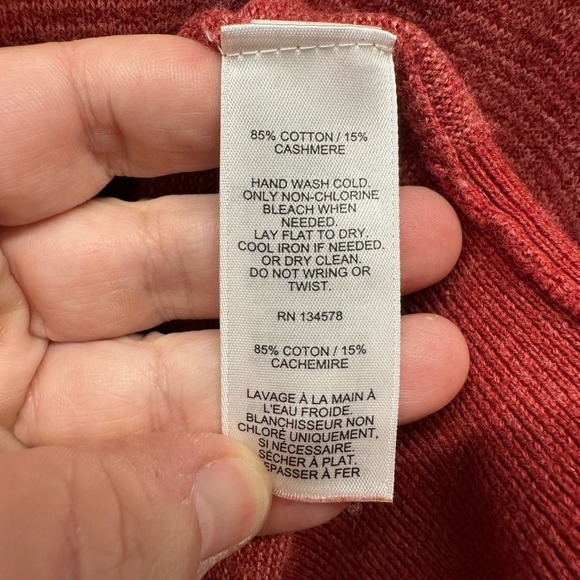 85% COTTON / 15%
CASHMERE
HAND WASH COLD.
ONLY NON-CHLORINE
BLEACH WHEN
NEEDED.
LAY FLAT TO DRY.
COOL IRON IF NEEDED.
OR DRY CLEAN.
DO NOT WRING OR
TWIST.
RN 134578
85% COTON / 15%
CACHEMIRE
LAVAGE À LA MAIN À
L'EAU FROIDE.
BLANCHISSEUR NON
CHLORÉ UNIQUEMENT,
SI NÉCESSAIRE.
SÉCHER À PLAT.
EPASSER À FER